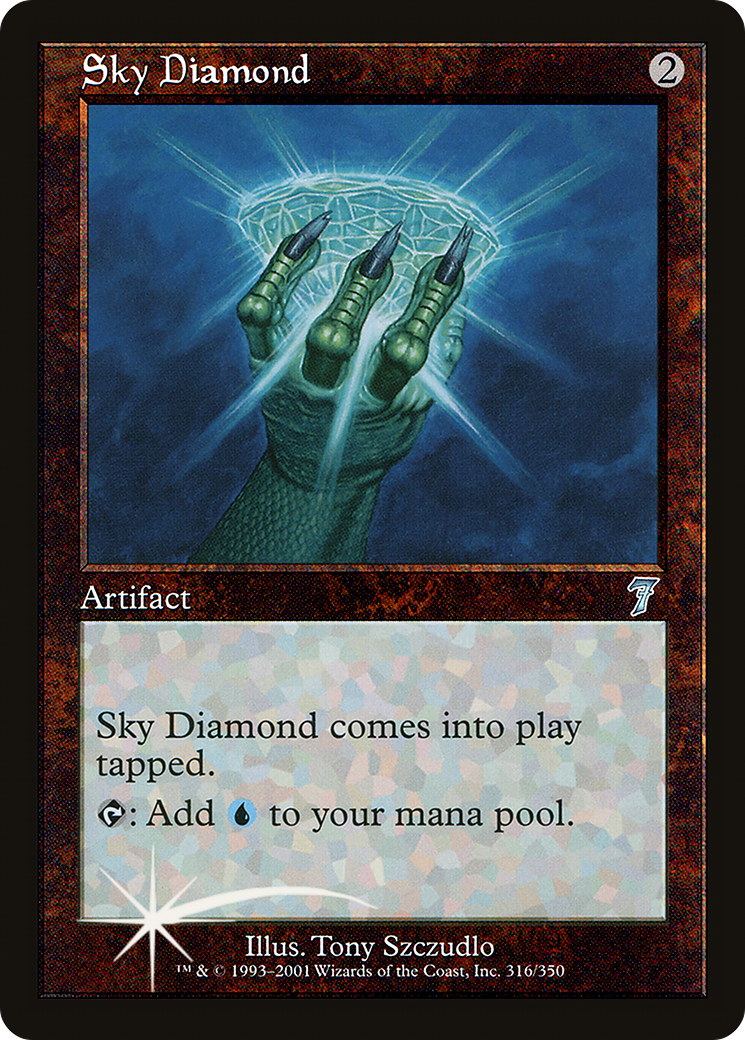 Sky Diamond 2
Artifact 7
Sky Diamond comes into play
tapped.
: Add to your mana pool.
Illus. Tony Szczudlo
™ & © 1993–2001 Wizards of the Coast, Inc. 316/350